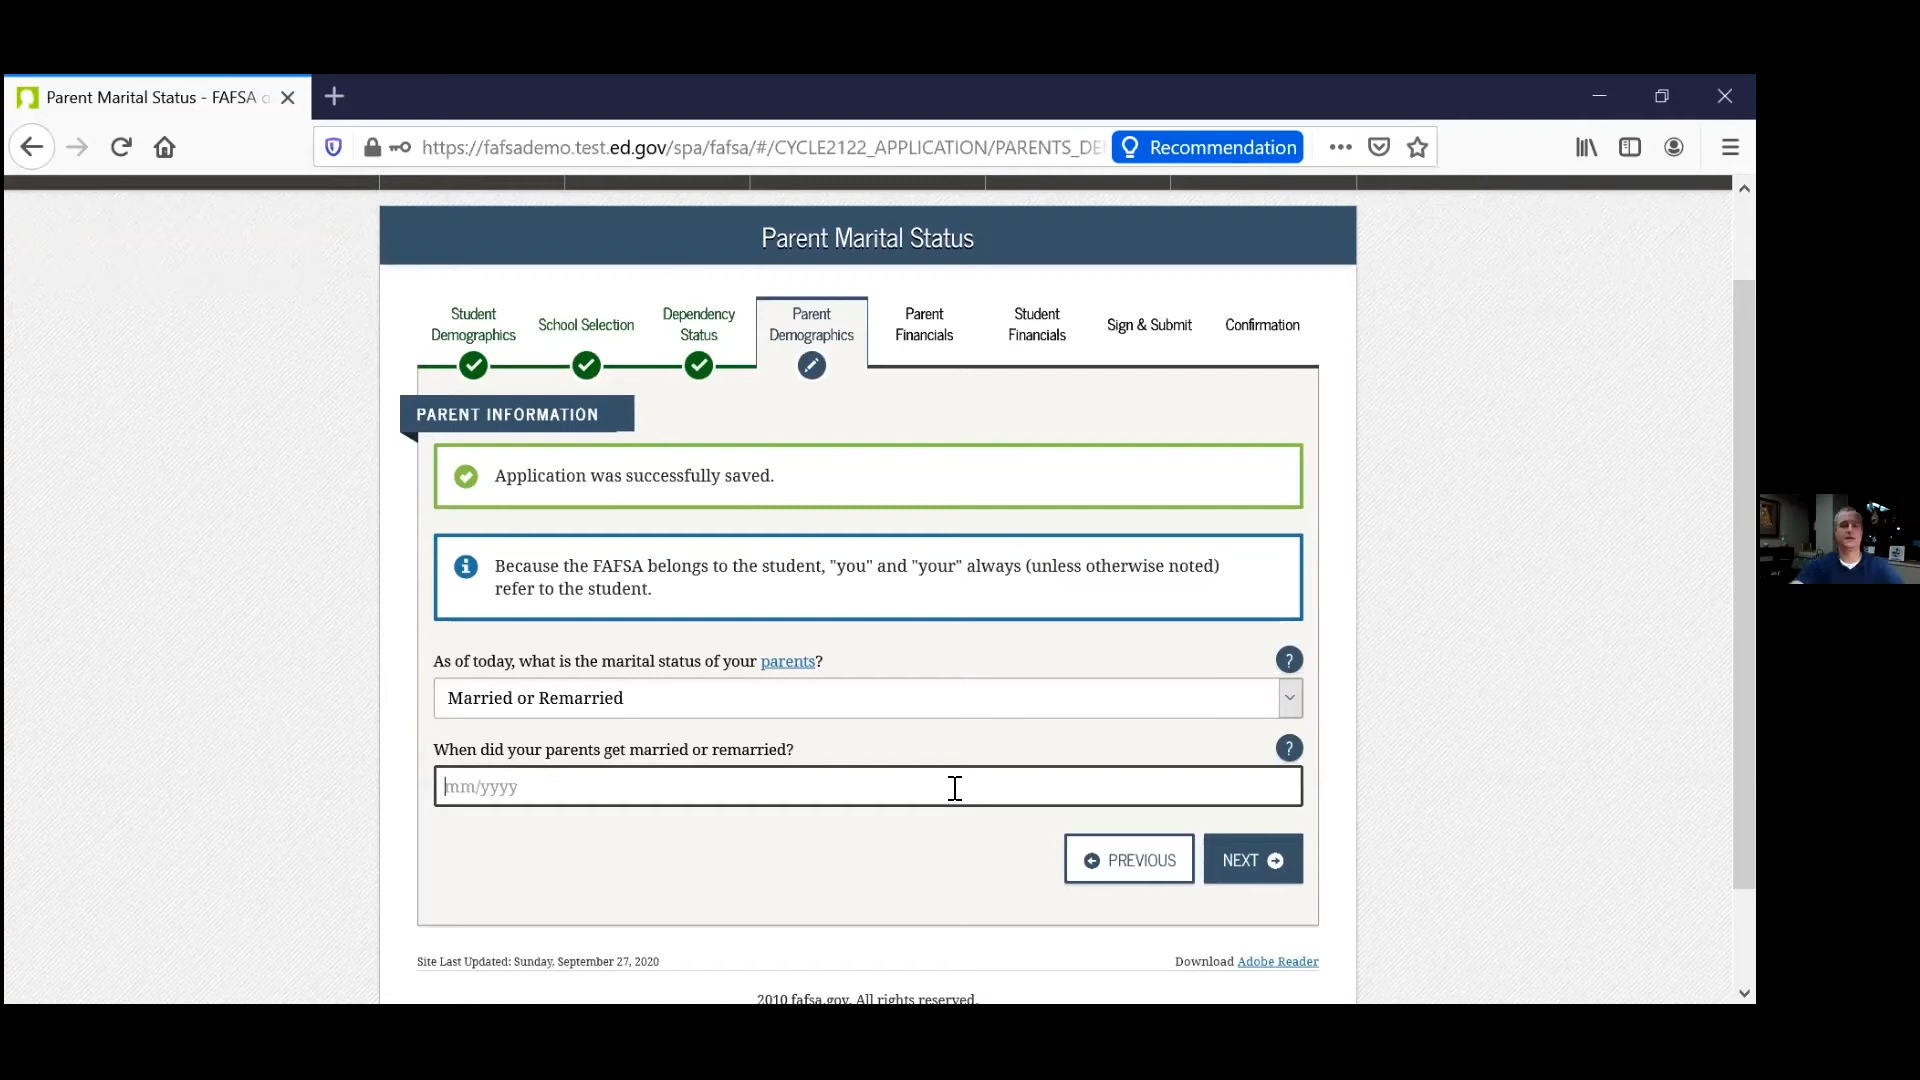 Parent Marital Status - FAFSA
https://fafsademo.test.ed.gov/spa/fafsa/#/CYCLE2122_APPLICATION/PARENTS_DE
Recommendation
Parent Marital Status
Student Demographics
School Selection
Dependency Status
Parent Demographics
Parent Financials
Student Financials
Sign & Submit
Confirmation
PARENT INFORMATION
Application was successfully saved.
Because the FAFSA belongs to the student, "you" and "your" always (unless otherwise noted)
refer to the student.
As of today, what is the marital status of your parents?
?
Married or Remarried
When did your parents get married or remarried?
?
mm/yyyy
PREVIOUS
NEXT
Site Last Updated: Sunday, September 27, 2020
Download Adobe Reader
2010 fafsa.gov. All rights reserved.